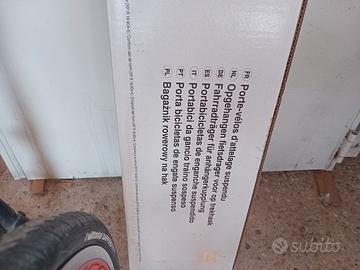 FR Porte-vélos d'attelage suspendu
NL Opgehangen fietsdrager voor op trekhaak
DE Fahrradträger für anhängerkupplung
ES Portabicicletas de enganche suspendido
IT Portabici da gancio traino sospeso
PT Porta bicicletas de engate suspenso
PL Bagażnik rowerowy na hak
subito